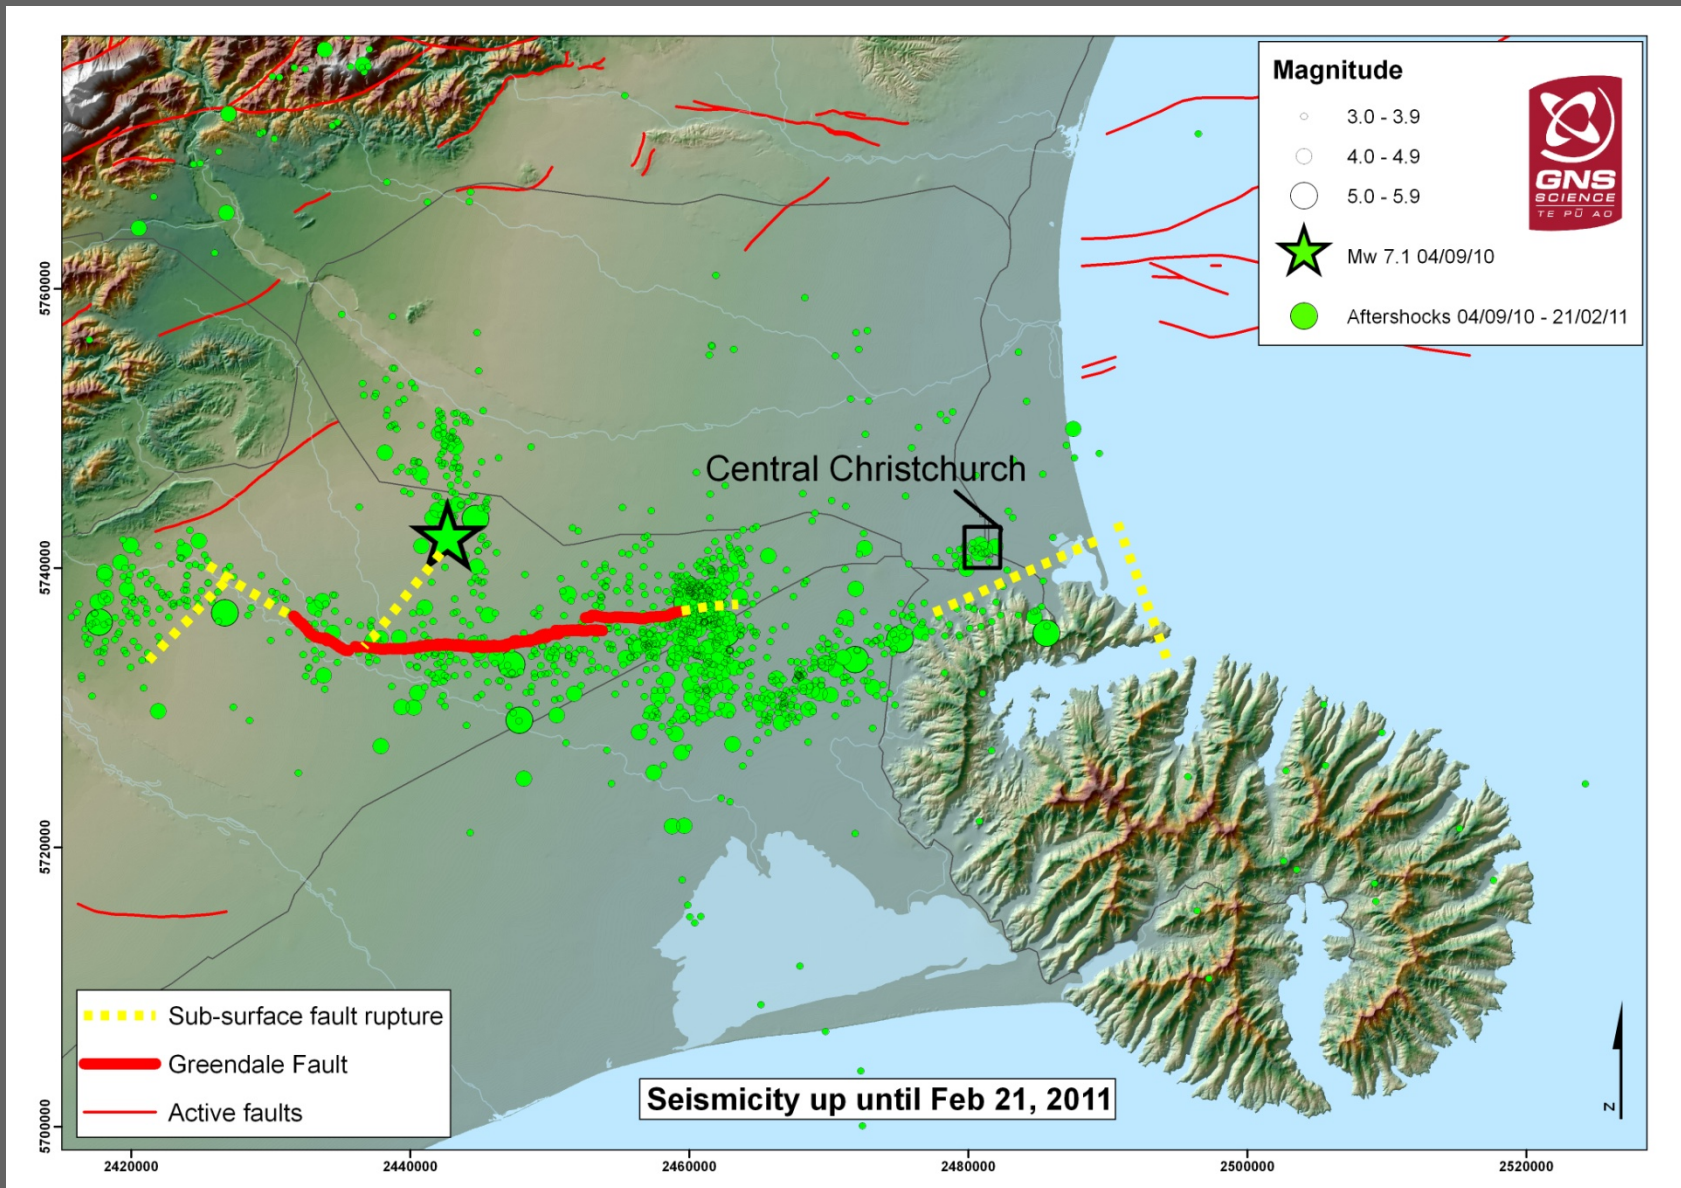 Magnitude
3.0 - 3.9
4.0 - 4.9
5.0 - 5.9
Mw 7.1 04/09/10
Aftershocks 04/09/10 - 21/02/11
GNS
SCIENCE
TE PŪ AO
Central Christchurch
5760000
5740000
5720000
5700000
Sub-surface fault rupture
Greendale Fault
Active faults
Seismicity up until Feb 21, 2011
N
2420000
2440000
2460000
2480000
2500000
2520000